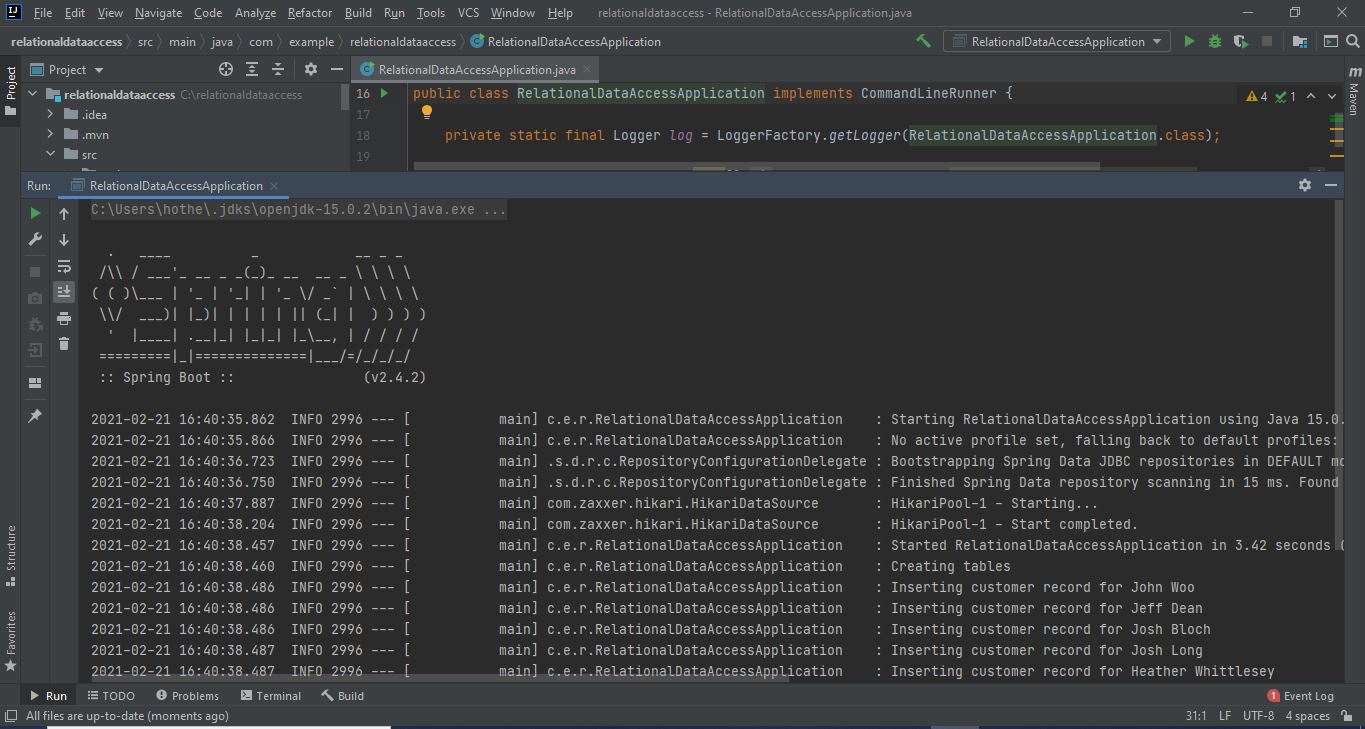 File Edit View Navigate Code Analyze Refactor Build Run Tools VCS Window Help relationaldataaccess - RelationalDataAccessApplication.java
relationaldataaccess src main java com example relationaldataaccess RelationalDataAccessApplication RelationalDataAccessApplication
Project RelationalDataAccessApplication.java
Project
Maven
relationaldataaccess C:\relationaldataaccess
.idea
.mvn
src
16 public class RelationalDataAccessApplication implements CommandLineRunner { 4 1
17
18 private static final Logger log = LoggerFactory.getLogger(RelationalDataAccessApplication.class);
19
Run: RelationalDataAccessApplication
C:\Users\hothe\.jdks\openjdk-15.0.2\bin\java.exe ...
  .   ____          _            __ _ _
 /\\ / ___'_ __ _ _(_)_ __  __ _ \ \ \ \
( ( )\___ | '_ | '_| | '_ \/ _` | \ \ \ \
 \\/  ___)| |_)| | | | | || (_| |  ) ) ) )
  '  |____| .__|_| |_|_| |_\__, | / / / /
 =========|_|==============|___/=/_/_/_/
 :: Spring Boot ::                (v2.4.2)
2021-02-21 16:40:35.862  INFO 2996 --- [           main] c.e.r.RelationalDataAccessApplication    : Starting RelationalDataAccessApplication using Java 15.0.
2021-02-21 16:40:35.866  INFO 2996 --- [           main] c.e.r.RelationalDataAccessApplication    : No active profile set, falling back to default profiles:
2021-02-21 16:40:36.723  INFO 2996 --- [           main] .s.d.r.c.RepositoryConfigurationDelegate : Bootstrapping Spring Data JDBC repositories in DEFAULT mo
2021-02-21 16:40:36.750  INFO 2996 --- [           main] .s.d.r.c.RepositoryConfigurationDelegate : Finished Spring Data repository scanning in 15 ms. Found
2021-02-21 16:40:37.887  INFO 2996 --- [           main] com.zaxxer.hikari.HikariDataSource       : HikariPool-1 - Starting...
2021-02-21 16:40:38.204  INFO 2996 --- [           main] com.zaxxer.hikari.HikariDataSource       : HikariPool-1 - Start completed.
2021-02-21 16:40:38.457  INFO 2996 --- [           main] c.e.r.RelationalDataAccessApplication    : Started RelationalDataAccessApplication in 3.42 seconds (
2021-02-21 16:40:38.460  INFO 2996 --- [           main] c.e.r.RelationalDataAccessApplication    : Creating tables
2021-02-21 16:40:38.486  INFO 2996 --- [           main] c.e.r.RelationalDataAccessApplication    : Inserting customer record for John Woo
2021-02-21 16:40:38.486  INFO 2996 --- [           main] c.e.r.RelationalDataAccessApplication    : Inserting customer record for Jeff Dean
2021-02-21 16:40:38.486  INFO 2996 --- [           main] c.e.r.RelationalDataAccessApplication    : Inserting customer record for Josh Bloch
2021-02-21 16:40:38.487  INFO 2996 --- [           main] c.e.r.RelationalDataAccessApplication    : Inserting customer record for Josh Long
2021-02-21 16:40:38.487  INFO 2996 --- [           main] c.e.r.RelationalDataAccessApplication    : Inserting customer record for Heather Whittlesey
Structure
Favorites
Run TODO Problems Terminal Build 1 Event Log
All files are up-to-date (moments ago) 31:1 LF UTF-8 4 spaces